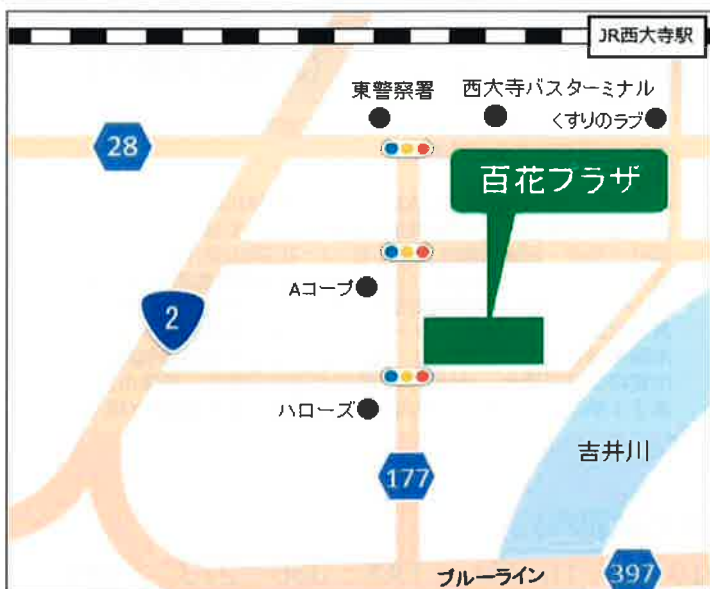 JR西大寺駅
東警察署
西大寺バスターミナル
くすりのラブ
28
百花プラザ
Aコープ
2
ハローズ
吉井川
177
ブルーライン
397